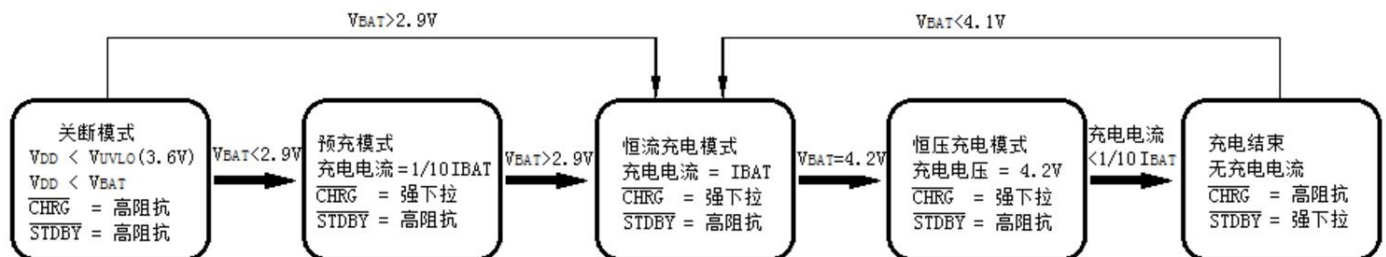 VBAT>2.9V
VBAT<4.1V
关断模式
VDD < VUVLO(3.6V)
VDD < VBAT
CHRG = 高阻抗
STDBY = 高阻抗
VBAT<2.9V
预充模式
充电电流=1/10IBAT
CHRG = 强下拉
STDBY = 高阻抗
VBAT>2.9V
恒流充电模式
充电电流 = IBAT
CHRG = 强下拉
STDBY = 高阻抗
VBAT=4.2V
恒压充电模式
充电电压 = 4.2V
CHRG = 强下拉
STDBY = 高阻抗
充电电流
<1/10IBAT
充电结束
无充电电流
CHRG = 高阻抗
STDBY = 强下拉